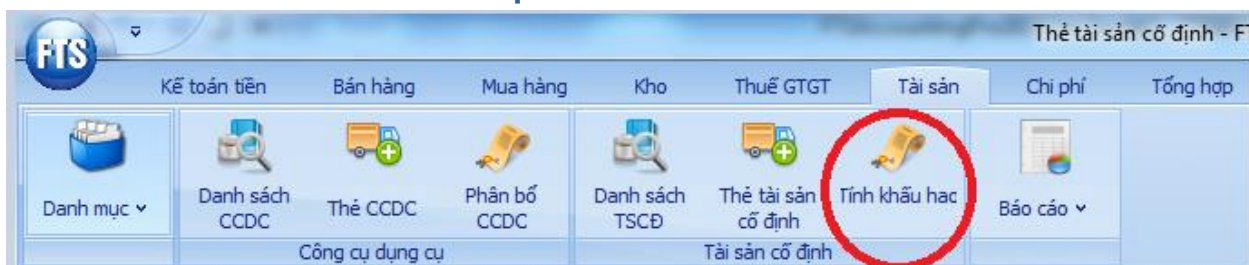 FTS
Thẻ tài sản cố định - FT
Kế toán tiền Bán hàng Mua hàng Kho Thuế GTGT Tài sản Chi phí Tổng hợp
Danh mục Danh sách CCDC Thẻ CCDC Phân bổ CCDC Danh sách TSCĐ Thẻ tài sản cố định Tính khấu hao Báo cáo
Công cụ dụng cụ Tài sản cố định